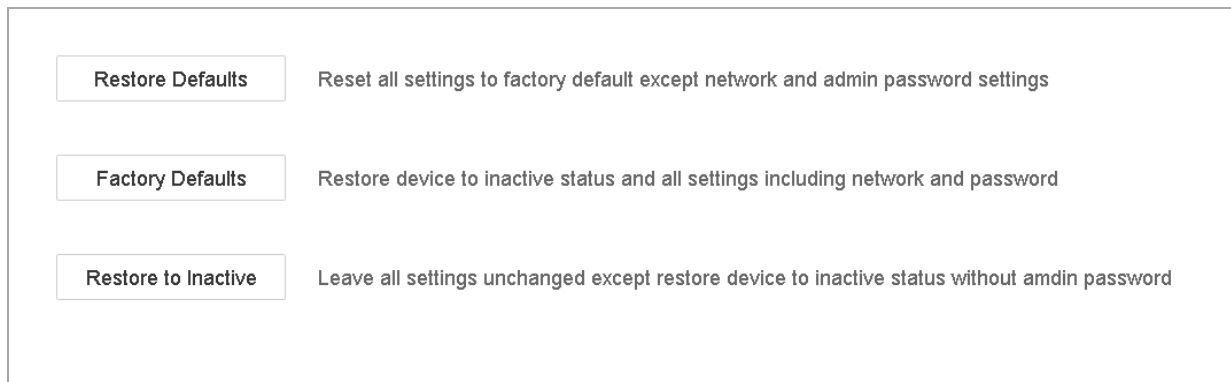 Restore Defaults Reset all settings to factory default except network and admin password settings
Factory Defaults Restore device to inactive status and all settings including network and password
Restore to Inactive Leave all settings unchanged except restore device to inactive status without amdin password